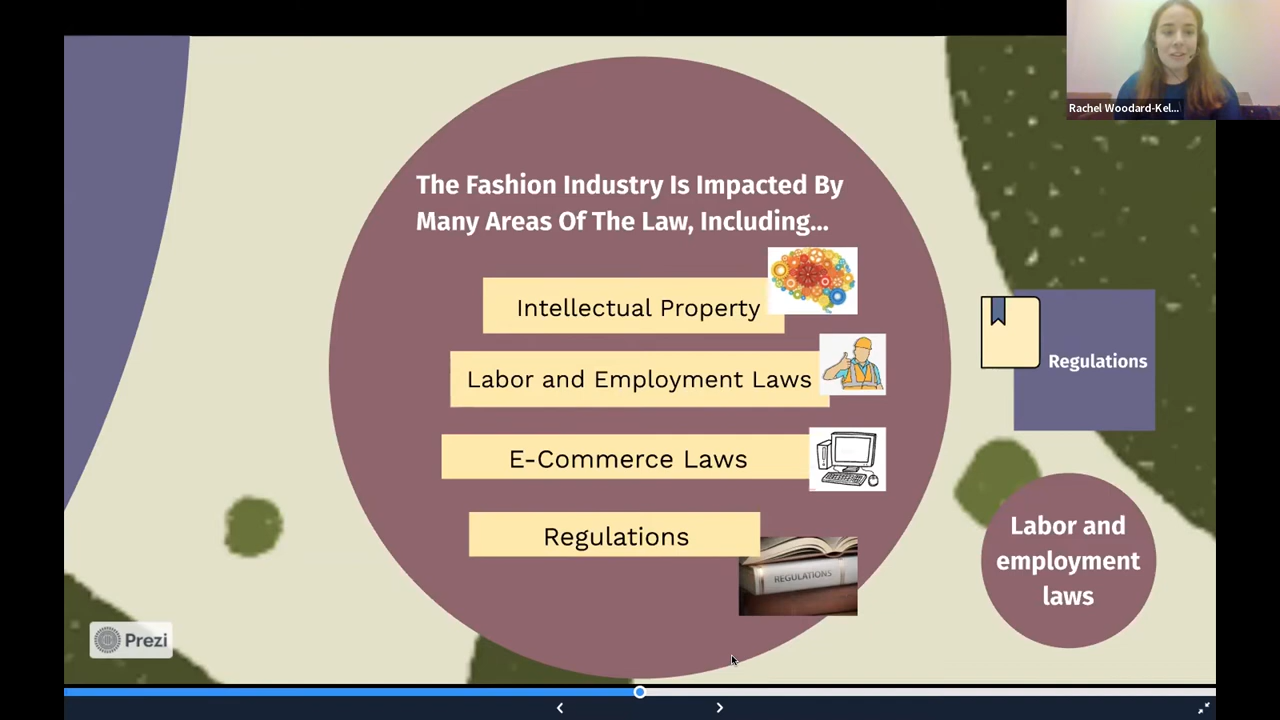 Rachel Woodard-Kel...
The Fashion Industry Is Impacted By
Many Areas Of The Law, Including...
Intellectual Property
Labor and Employment Laws
E-Commerce Laws
Regulations
REGULATIONS
Regulations
Labor and
employment
laws
Prezi